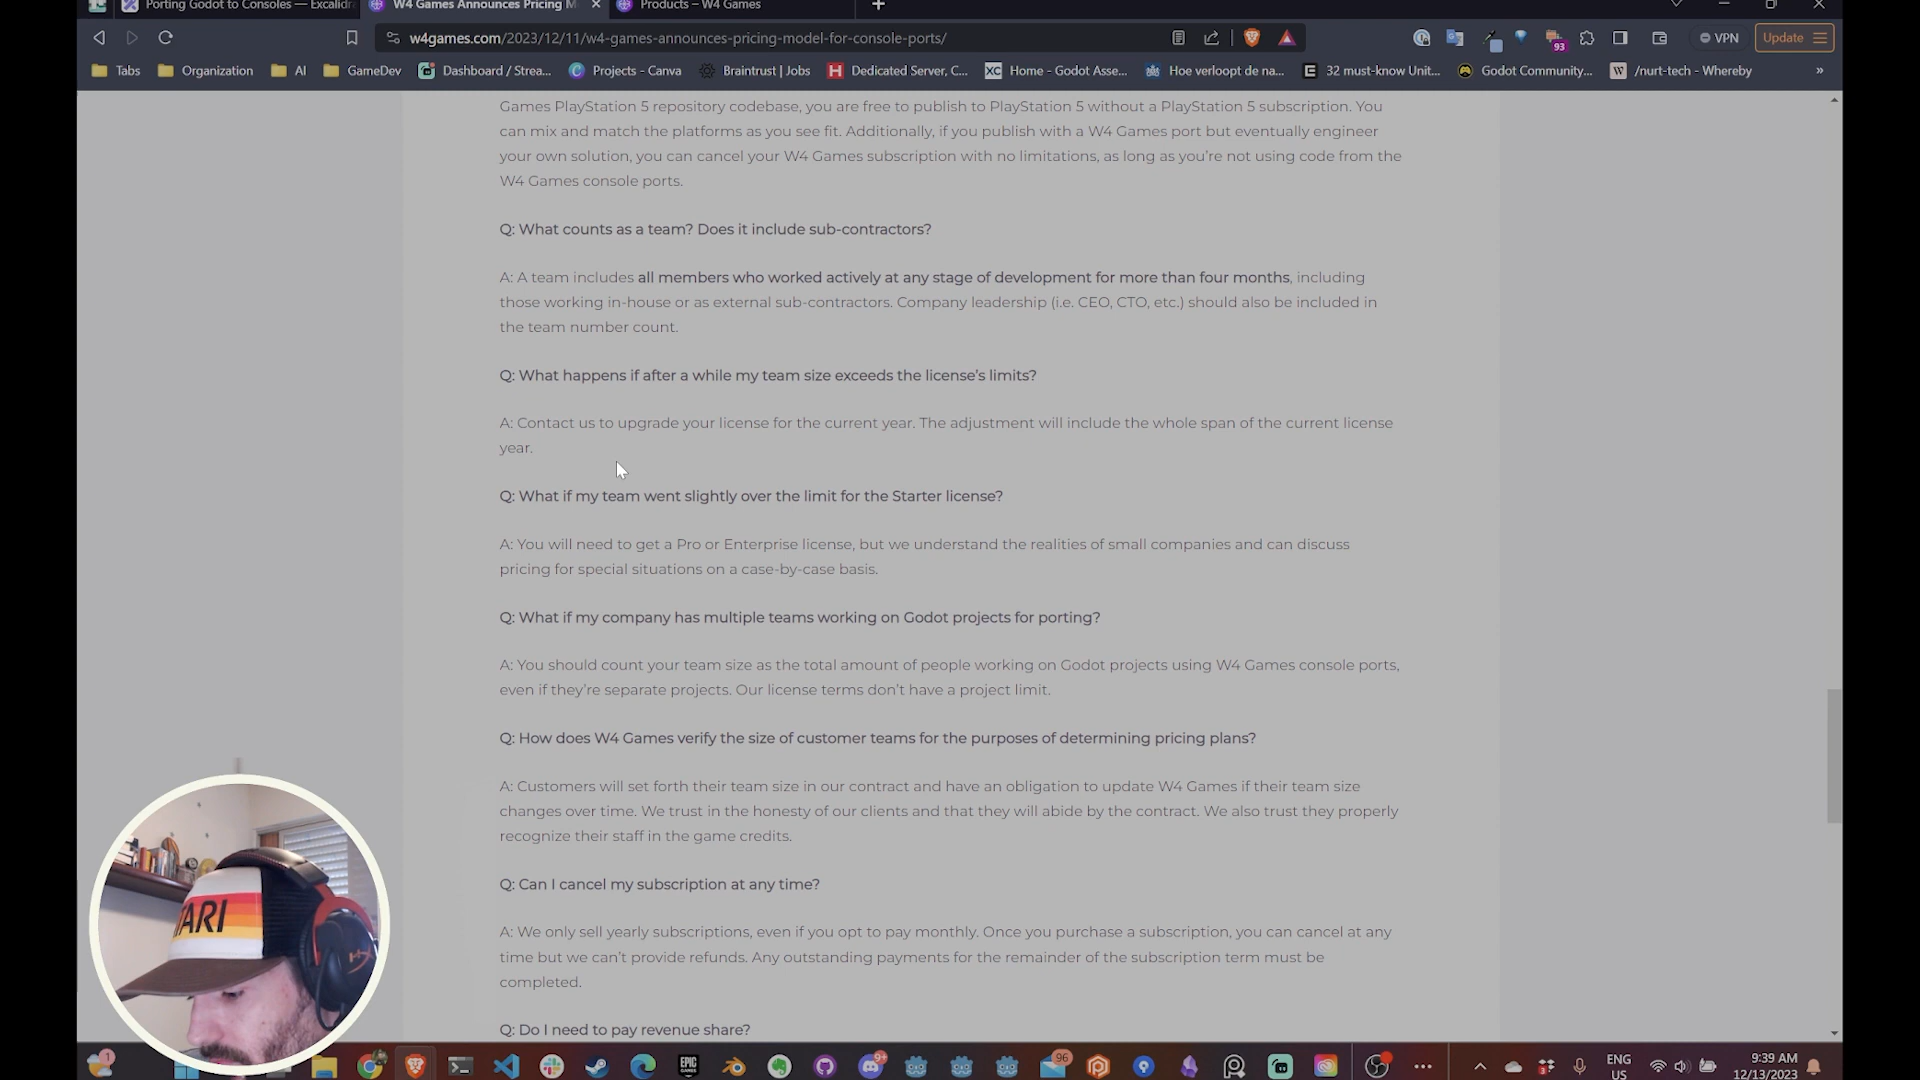 Porting Godot to Consoles — Excalidra
W4 Games Announces Pricing M
Products – W4 Games
w4games.com/2023/12/11/w4-games-announces-pricing-model-for-console-ports/
93
VPN
Update
Tabs
Organization
AI
GameDev
Dashboard / Strea...
Projects - Canva
Braintrust | Jobs
Dedicated Server, C...
Home - Godot Asse...
Hoe verloopt de na...
32 must-know Unit...
Godot Community...
/nurt-tech - Whereby
»
Games PlayStation 5 repository codebase, you are free to publish to PlayStation 5 without a PlayStation 5 subscription. You
can mix and match the platforms as you see fit. Additionally, if you publish with a W4 Games port but eventually engineer
your own solution, you can cancel your W4 Games subscription with no limitations, as long as you’re not using code from the
W4 Games console ports.
Q: What counts as a team? Does it include sub-contractors?
A: A team includes all members who worked actively at any stage of development for more than four months, including
those working in-house or as external sub-contractors. Company leadership (i.e. CEO, CTO, etc.) should also be included in
the team number count.
Q: What happens if after a while my team size exceeds the license’s limits?
A: Contact us to upgrade your license for the current year. The adjustment will include the whole span of the current license
year.
Q: What if my team went slightly over the limit for the Starter license?
A: You will need to get a Pro or Enterprise license, but we understand the realities of small companies and can discuss
pricing for special situations on a case-by-case basis.
Q: What if my company has multiple teams working on Godot projects for porting?
A: You should count your team size as the total amount of people working on Godot projects using W4 Games console ports,
even if they’re separate projects. Our license terms don’t have a project limit.
Q: How does W4 Games verify the size of customer teams for the purposes of determining pricing plans?
A: Customers will set forth their team size in our contract and have an obligation to update W4 Games if their team size
changes over time. We trust in the honesty of our clients and that they will abide by the contract. We also trust they properly
recognize their staff in the game credits.
Q: Can I cancel my subscription at any time?
A: We only sell yearly subscriptions, even if you opt to pay monthly. Once you purchase a subscription, you can cancel at any
time but we can’t provide refunds. Any outstanding payments for the remainder of the subscription term must be
completed.
Q: Do I need to pay revenue share?
ARI
1
EPIC
9+
96
ENG
US
9:39 AM
12/13/2023